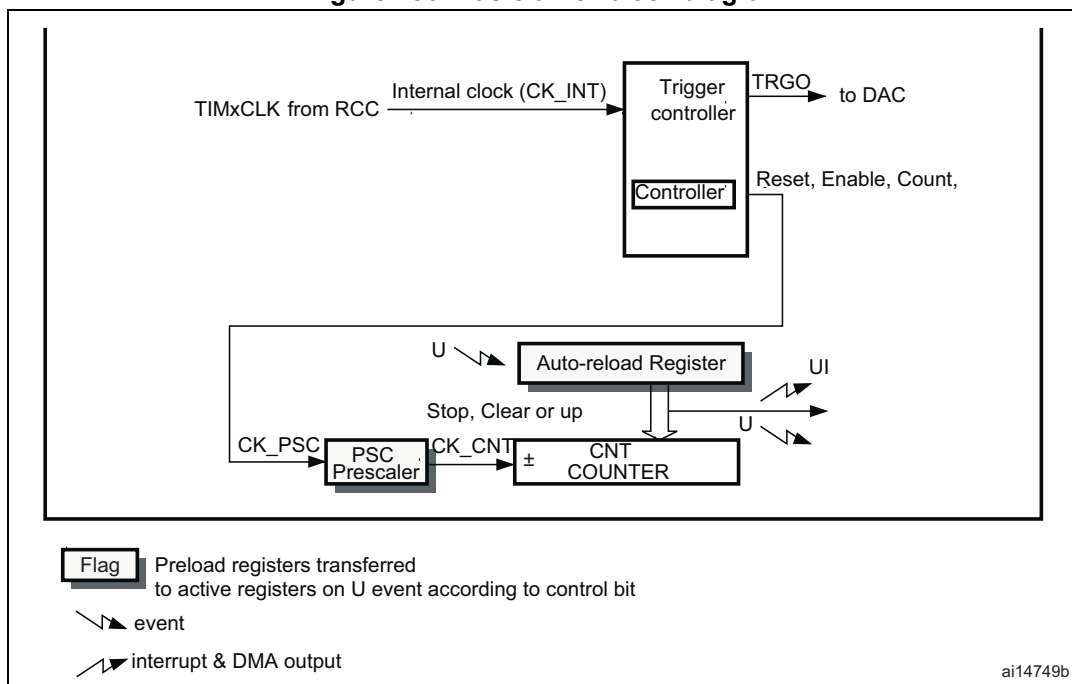 TIMxCLK from RCC
Internal clock (CK_INT)
Trigger
controller
TRGO
to DAC
Controller
Reset, Enable, Count,
U
Auto-reload Register
UI
Stop, Clear or up
U
CK_PSC
PSC
Prescaler
CK_CNT
±
CNT
COUNTER
Flag
Preload registers transferred
to active registers on U event according to control bit
event
interrupt & DMA output
ai14749b